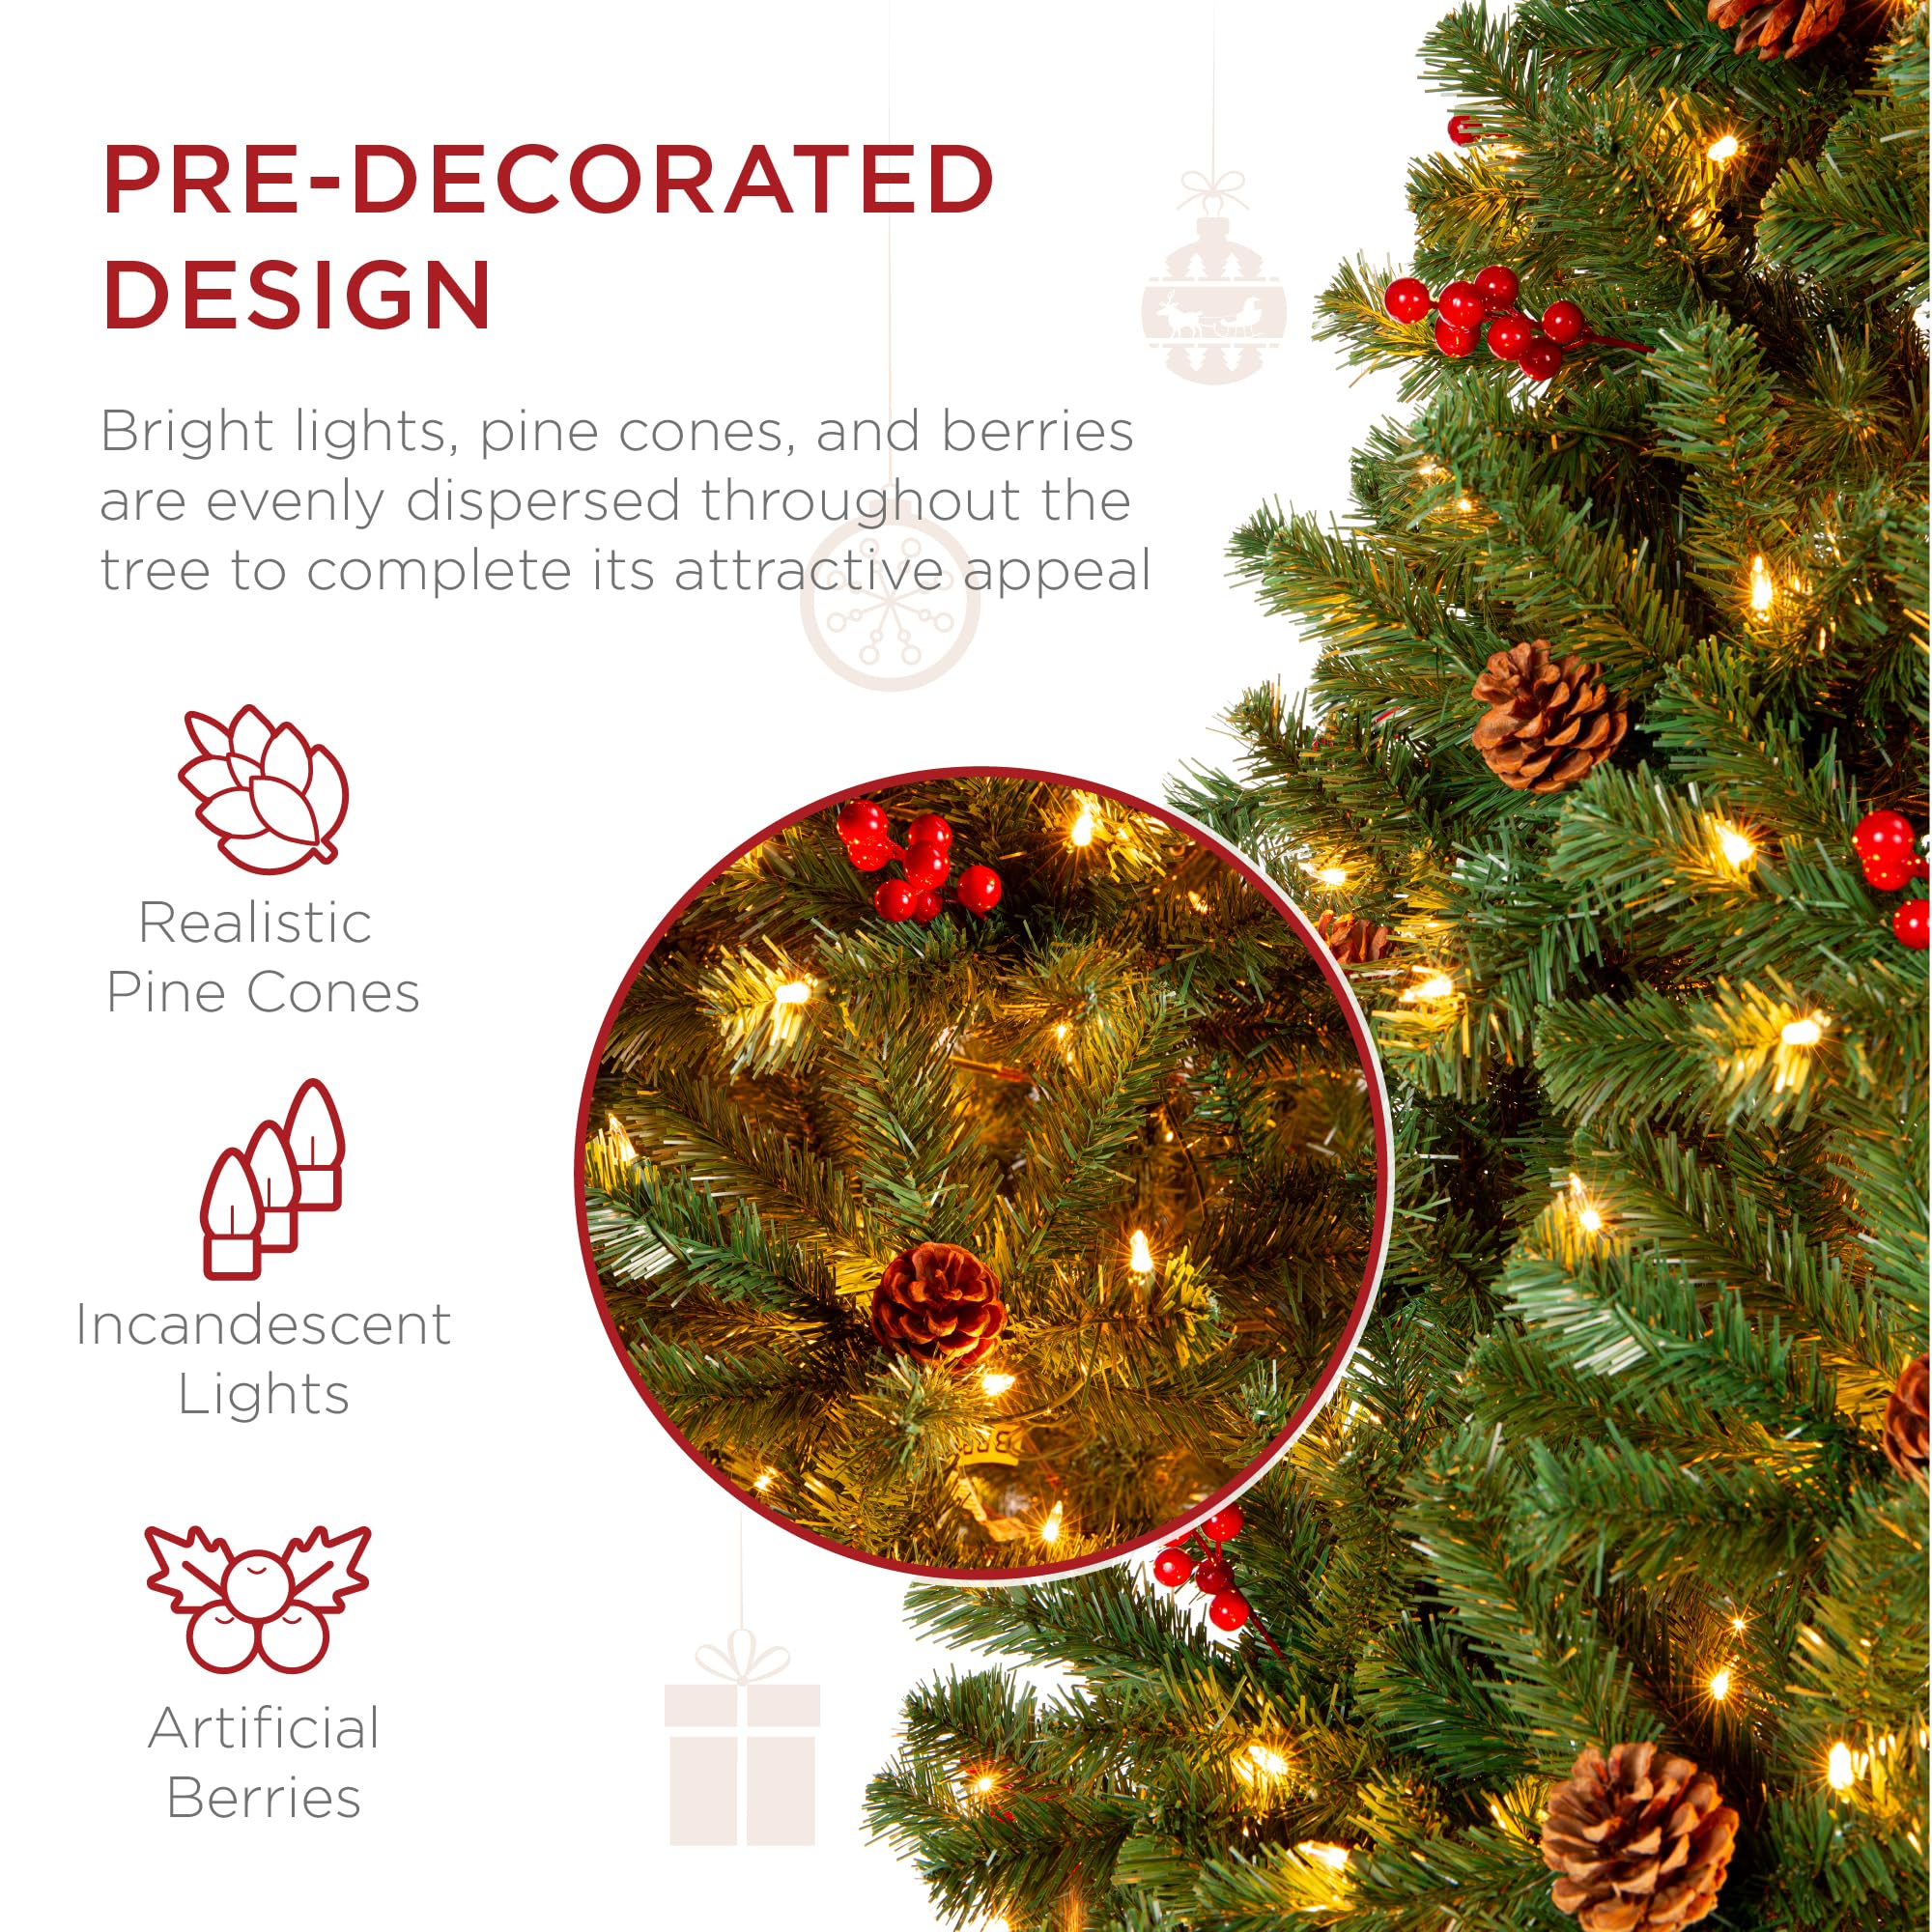 PRE-DECORATED
DESIGN
Bright lights, pine cones, and berries
are evenly dispersed throughout the
tree to complete its attractive appeal
Realistic
Pine Cones
Incandescent
Lights
Artificial
Berries